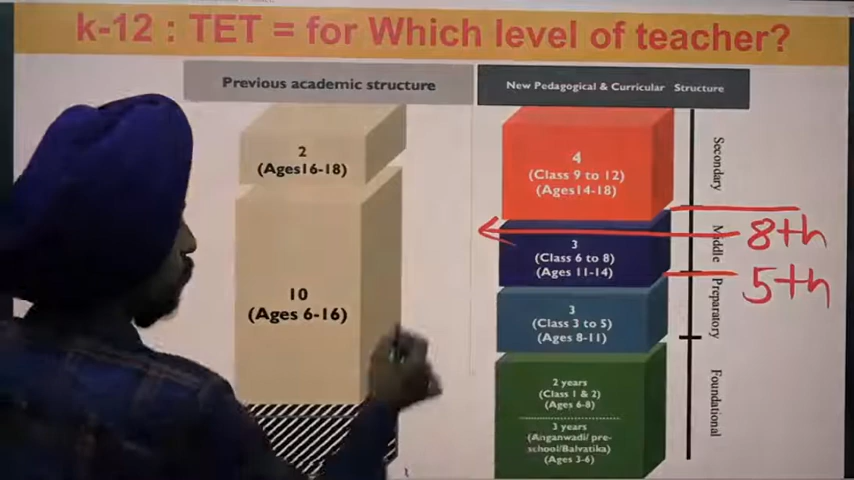 k-12 : TET = for Which level of teacher?
Previous academic structure
New Pedagogical & Curricular Structure
2
(Ages16-18)
10
(Ages 6-16)
4
(Class 9 to 12)
(Ages14-18)
3
(Class 6 to 8)
(Ages 11-14)
3
(Class 3 to 5)
(Ages 8-11)
2 years
(Class 1 & 2)
(Ages 6-8)
3 years
(Anganwadi/ pre-
school/Balvatika)
(Ages 3-6)
Secondary
Middle
Preparatory
Foundational
8th
5th